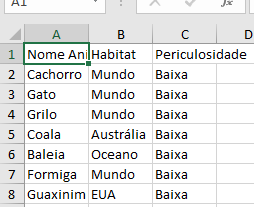 A1
A B C D
1 Nome Ani Habitat Periculosidade
2 Cachorro Mundo Baixa
3 Gato Mundo Baixa
4 Grilo Mundo Baixa
5 Coala Austrália Baixa
6 Baleia Oceano Baixa
7 Formiga Mundo Baixa
8 Guaxinim EUA Baixa